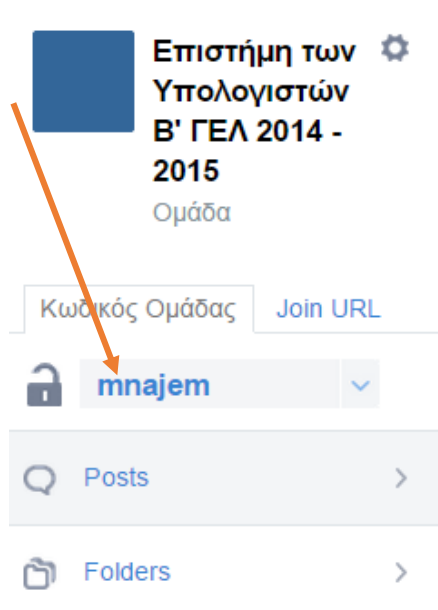 Επιστήμη των
Υπολογιστών
Β' ΓΕΛ 2014 -
2015
Ομάδα
Κωδικός Ομάδας Join URL
mnajem
Posts
Folders